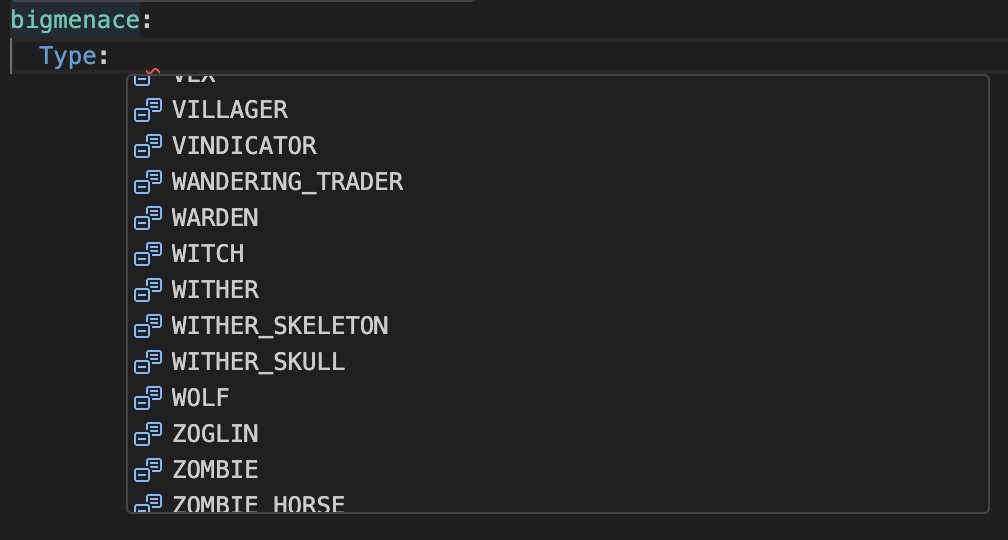 bigmenace:
Type:
VEX
VILLAGER
VINDICATOR
WANDERING_TRADER
WARDEN
WITCH
WITHER
WITHER_SKELETON
WITHER_SKULL
WOLF
ZOGLIN
ZOMBIE
ZOMBIE_HORSE